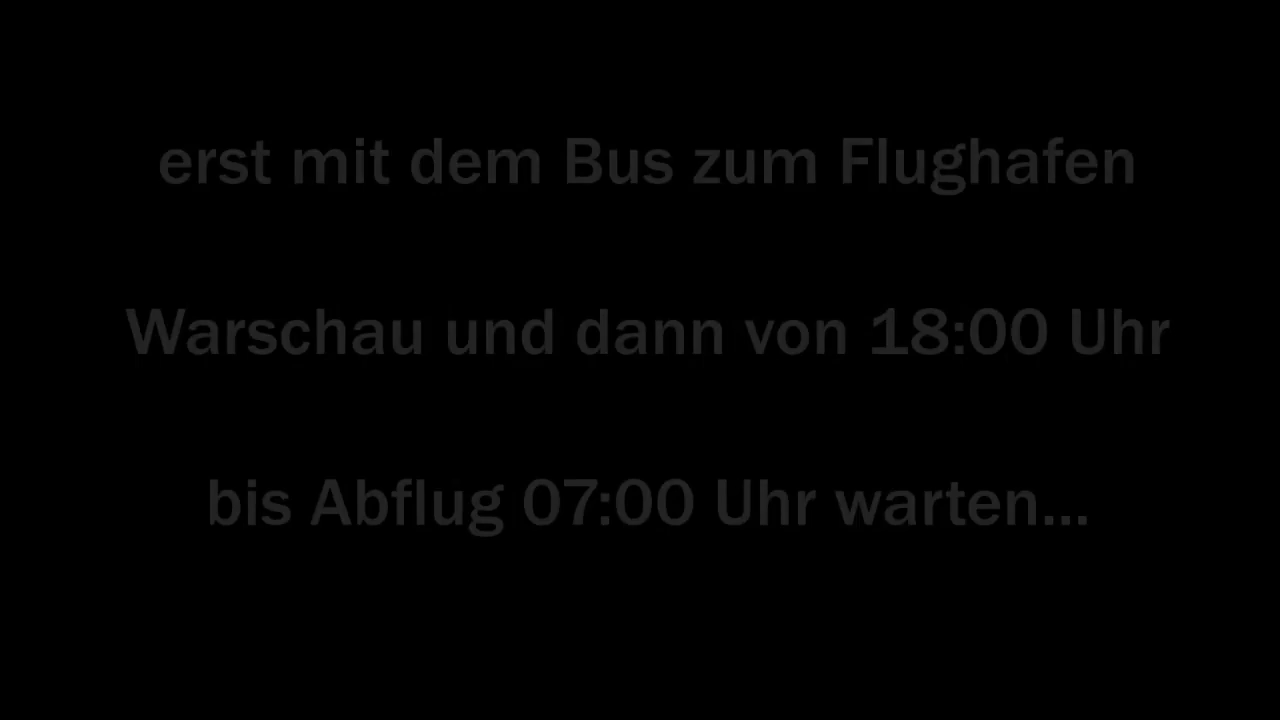 erst mit dem Bus zum Flughafen
Warschau und dann von 18:00 Uhr
bis Abflug 07:00 Uhr warten...